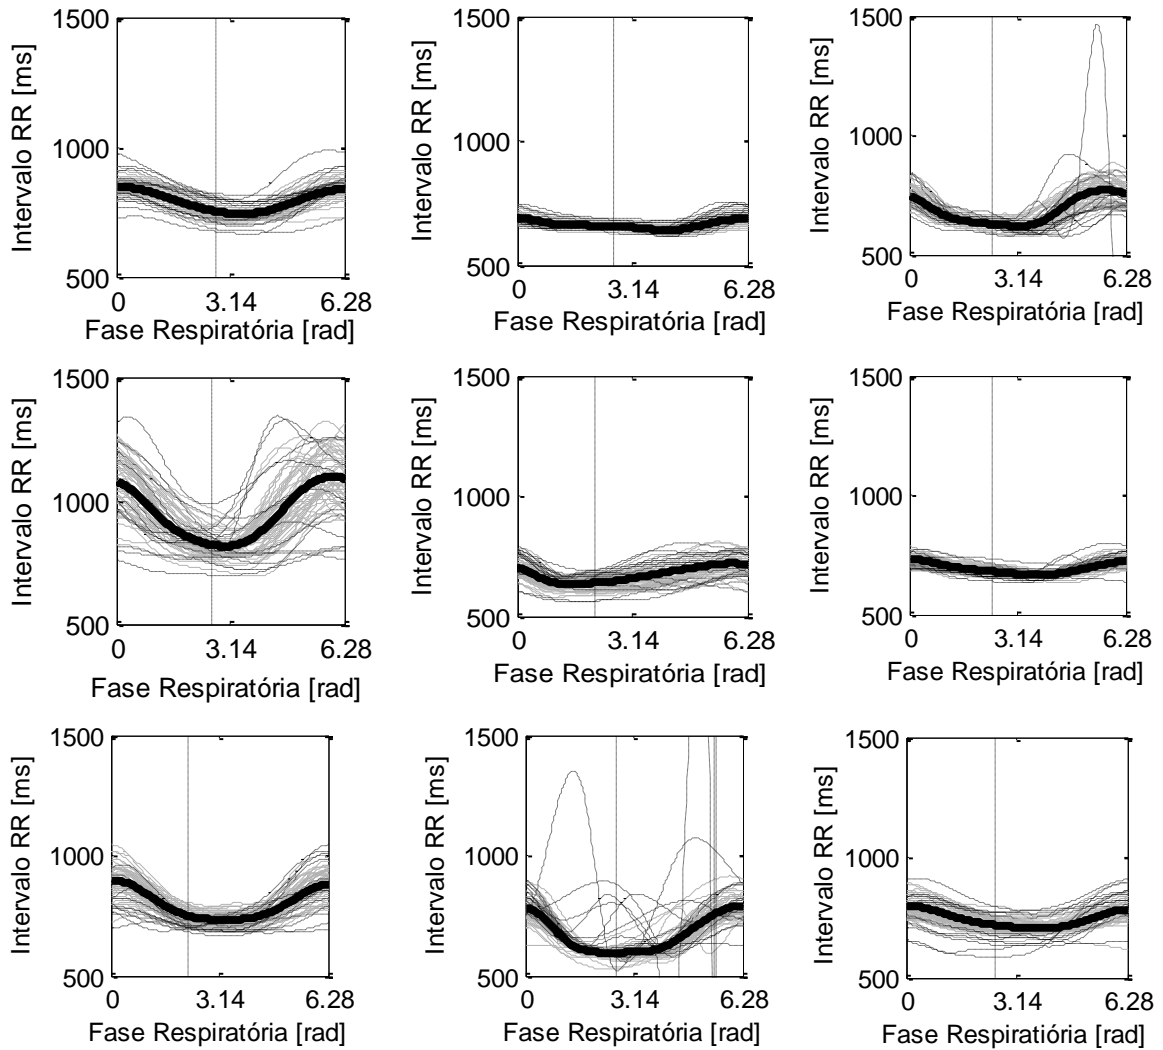 Intervalo RR [ms]
1500
1000
500
0 3.14 6.28
Fase Respiratória [rad]
Intervalo RR [ms]
1500
1000
500
0 3.14 6.28
Fase Respiratória [rad]
Intervalo RR [ms]
1500
1000
500
0 3.14 6.28
Fase Respiratória [rad]
Intervalo RR [ms]
1500
1000
500
0 3.14 6.28
Fase Respiratória [rad]
Intervalo RR [ms]
1500
1000
500
0 3.14 6.28
Fase Respiratória [rad]
Intervalo RR [ms]
1500
1000
500
0 3.14 6.28
Fase Respiratória [rad]
Intervalo RR [ms]
1500
1000
500
0 3.14 6.28
Fase Respiratória [rad]
Intervalo RR [ms]
1500
1000
500
0 3.14 6.28
Fase Respiratória [rad]
Intervalo RR [ms]
1500
1000
500
0 3.14 6.28
Fase Respiratiória [rad]